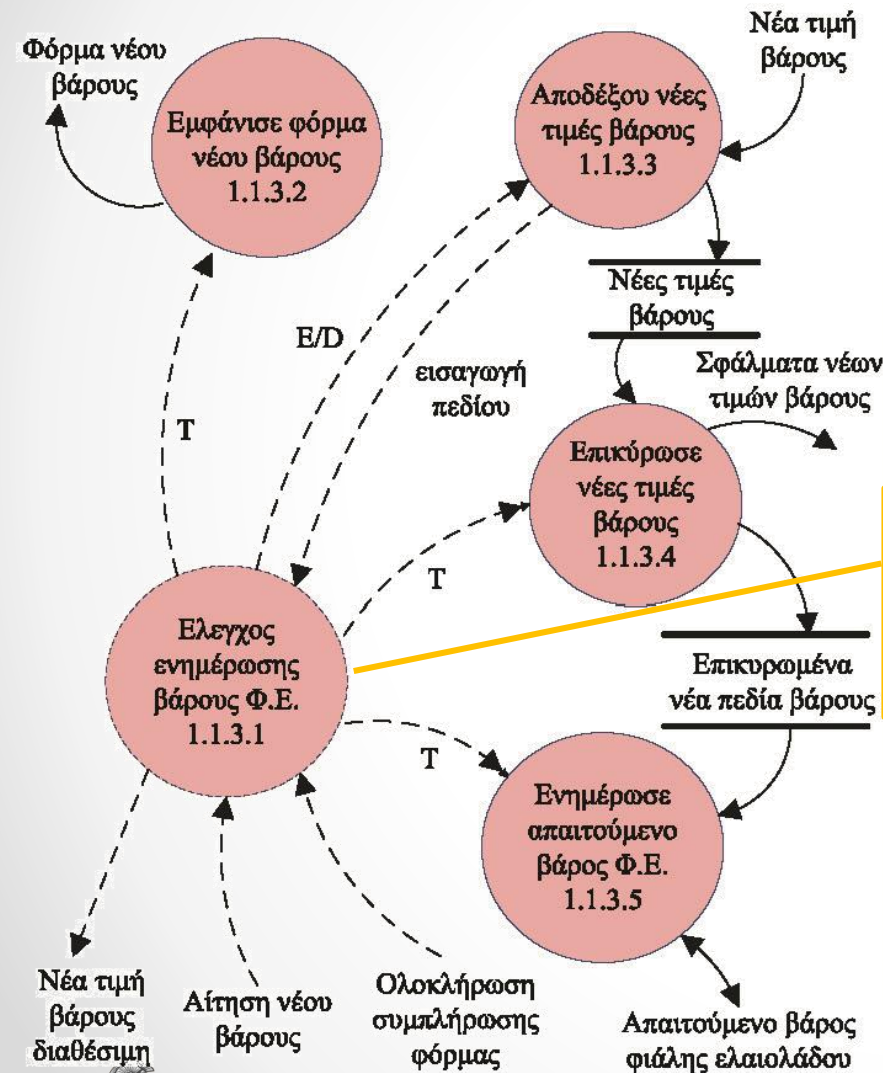 Φόρμα νέου
βάρους
Εμφάνισε φόρμα
νέου βάρους
1.1.3.2
Αποδέξου νέες
τιμές βάρους
1.1.3.3
Νέα τιμή
βάρους
Νέες τιμές
βάρους
E/D
εισαγωγή
πεδίου
Σφάλματα νέων
τιμών βάρους
T
Επικύρωσε
νέες τιμές
βάρους
1.1.3.4
T
Ελεγχος
ενημέρωσης
βάρους Φ.Ε.
1.1.3.1
Επικυρωμένα
νέα πεδία βάρους
T
Ενημέρωσε
απαιτούμενο
βάρος Φ.Ε.
1.1.3.5
Νέα τιμή
βάρους
διαθέσιμη
Αίτηση νέου
βάρους
Ολοκλήρωση
συμπλήρωσης
φόρμας
Απαιτούμενο βάρος
φιάλης ελαιολάδου